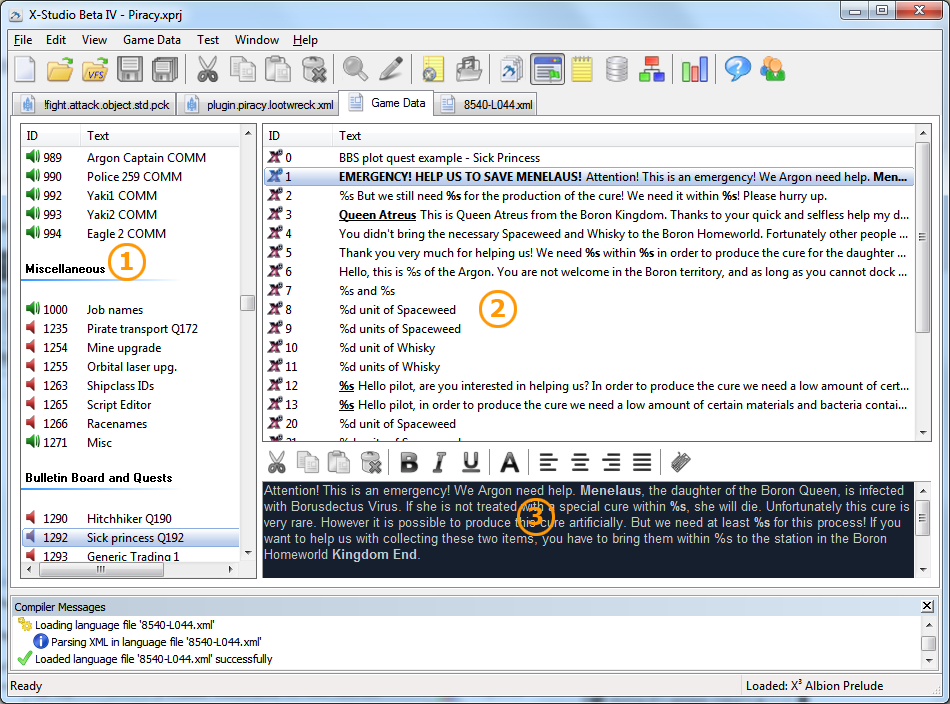 X-Studio Beta IV - Piracy.xprj
File Edit View Game Data Test Window Help
VFS
!fight.attack.object.std.pck plugin.piracy.lootwreck.xml Game Data 8540-L044.xml
ID Text
989 Argon Captain COMM
990 Police 259 COMM
992 Yaki1 COMM
993 Yaki2 COMM
994 Eagle 2 COMM
Miscellaneous
1
1000 Job names
1235 Pirate transport Q172
1254 Mine upgrade
1255 Orbital laser upg.
1263 Shipclass IDs
1265 Script Editor
1266 Racenames
1271 Misc
Bulletin Board and Quests
1290 Hitchhiker Q190
1292 Sick princess Q192
1293 Generic Trading 1
ID Text
0 BBS plot quest example - Sick Princess
1 EMERGENCY! HELP US TO SAVE MENELAUS! Attention! This is an emergency! We Argon need help. Men...
2 %s But we still need %s for the production of the cure! We need it within %s! Please hurry up.
3 Queen Atreus This is Queen Atreus from the Boron Kingdom. Thanks to your quick and selfless help my d...
4 You didn't bring the necessary Spaceweed and Whisky to the Boron Homeworld. Fortunately other people ...
5 Thank you very much for helping us! We need %s within %s in order to produce the cure for the daughter ...
6 Hello, this is %s of the Argon. You are not welcome in the Boron territory, and as long as you cannot dock ...
7 %s and %s
8 %d unit of Spaceweed
2
9 %d units of Spaceweed
10 %d unit of Whisky
11 %d units of Whisky
12 %s Hello pilot, are you interested in helping us? In order to produce the cure we need a low amount of cert...
13 %s Hello pilot, in order to produce the cure we need a low amount of certain materials and bacteria contai...
20 %d unit of Spaceweed
21 %d units of Spaceweed
B I U A
Attention! This is an emergency! We Argon need help. Menelaus, the daughter of the Boron Queen, is infected
with Borusdectus Virus. If she is not treated with a special cure within %s, she will die. Unfortunately this cure is
very rare. However it is possible to produce this cure artificially. But we need at least %s for this process! If you
3
want to help us with collecting these two items, you have to bring them within %s to the station in the Boron
Homeworld Kingdom End.
Compiler Messages
Loading language file '8540-L044.xml'
Parsing XML in language file '8540-L044.xml'
Loaded language file '8540-L044.xml' successfully
Ready Loaded: X³ Albion Prelude